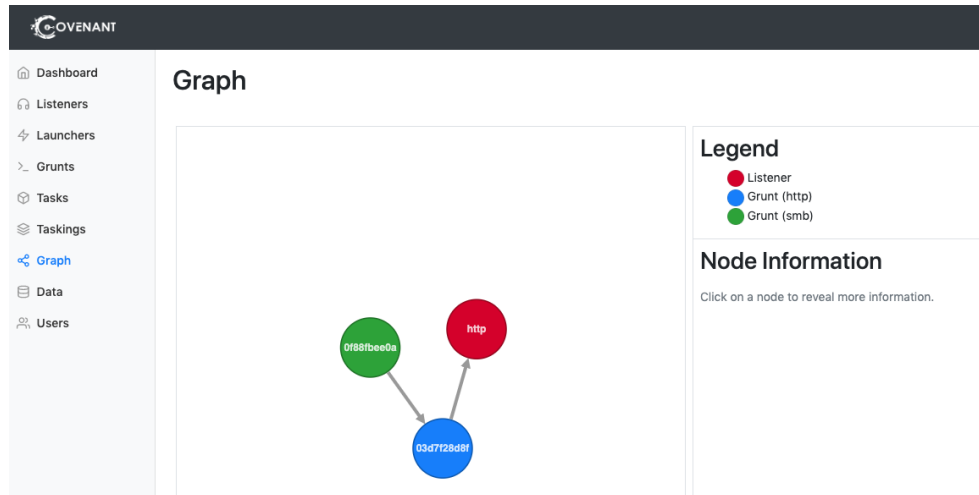 COVENANT
Dashboard
Listeners
Launchers
Grunts
Tasks
Taskings
Graph
Data
Users
Graph
http
0f88fbee0a
03d7f28d8f
Legend
Listener
Grunt (http)
Grunt (smb)
Node Information
Click on a node to reveal more information.